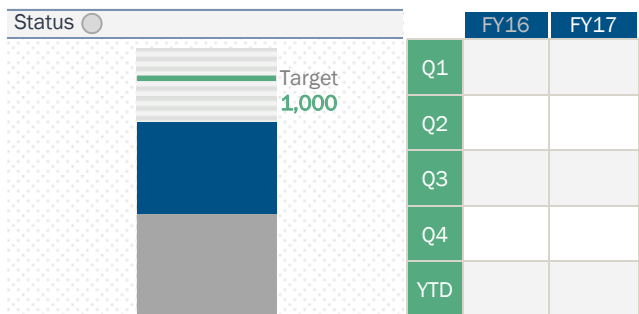 Status
Target
1,000
FY16 FY17
Q1
Q2
Q3
Q4
YTD